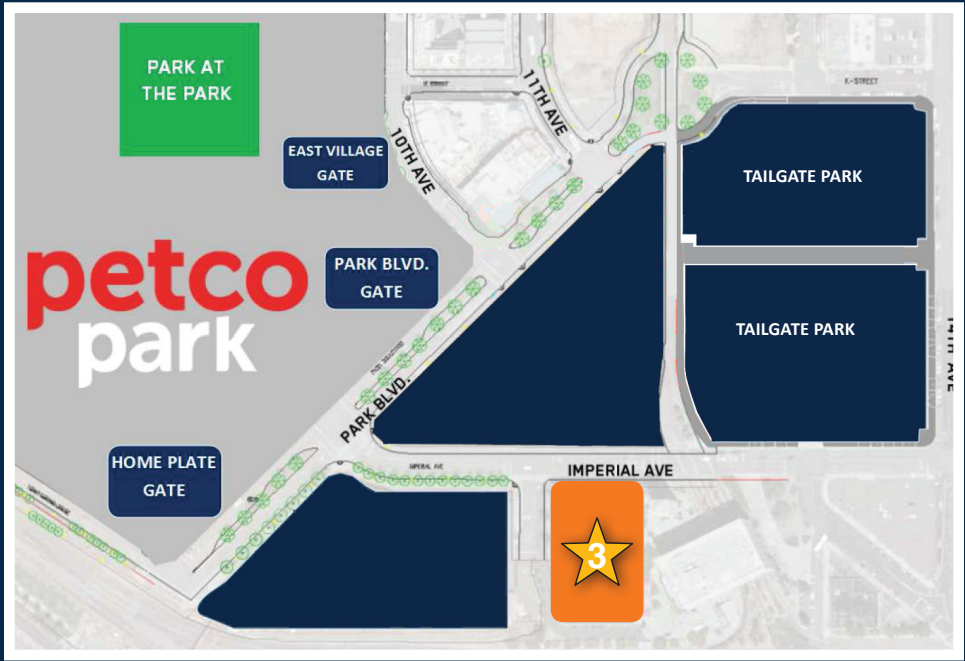 PARK AT
THE PARK
K-STREET
11TH AVE
10TH AVE
EAST VILLAGE
GATE
TAILGATE PARK
petco
park
PARK BLVD.
GATE
TAILGATE PARK
14TH AVE
PARK BLVD.
HOME PLATE
GATE
IMPERIAL AVE
IMPERIAL AVE
3